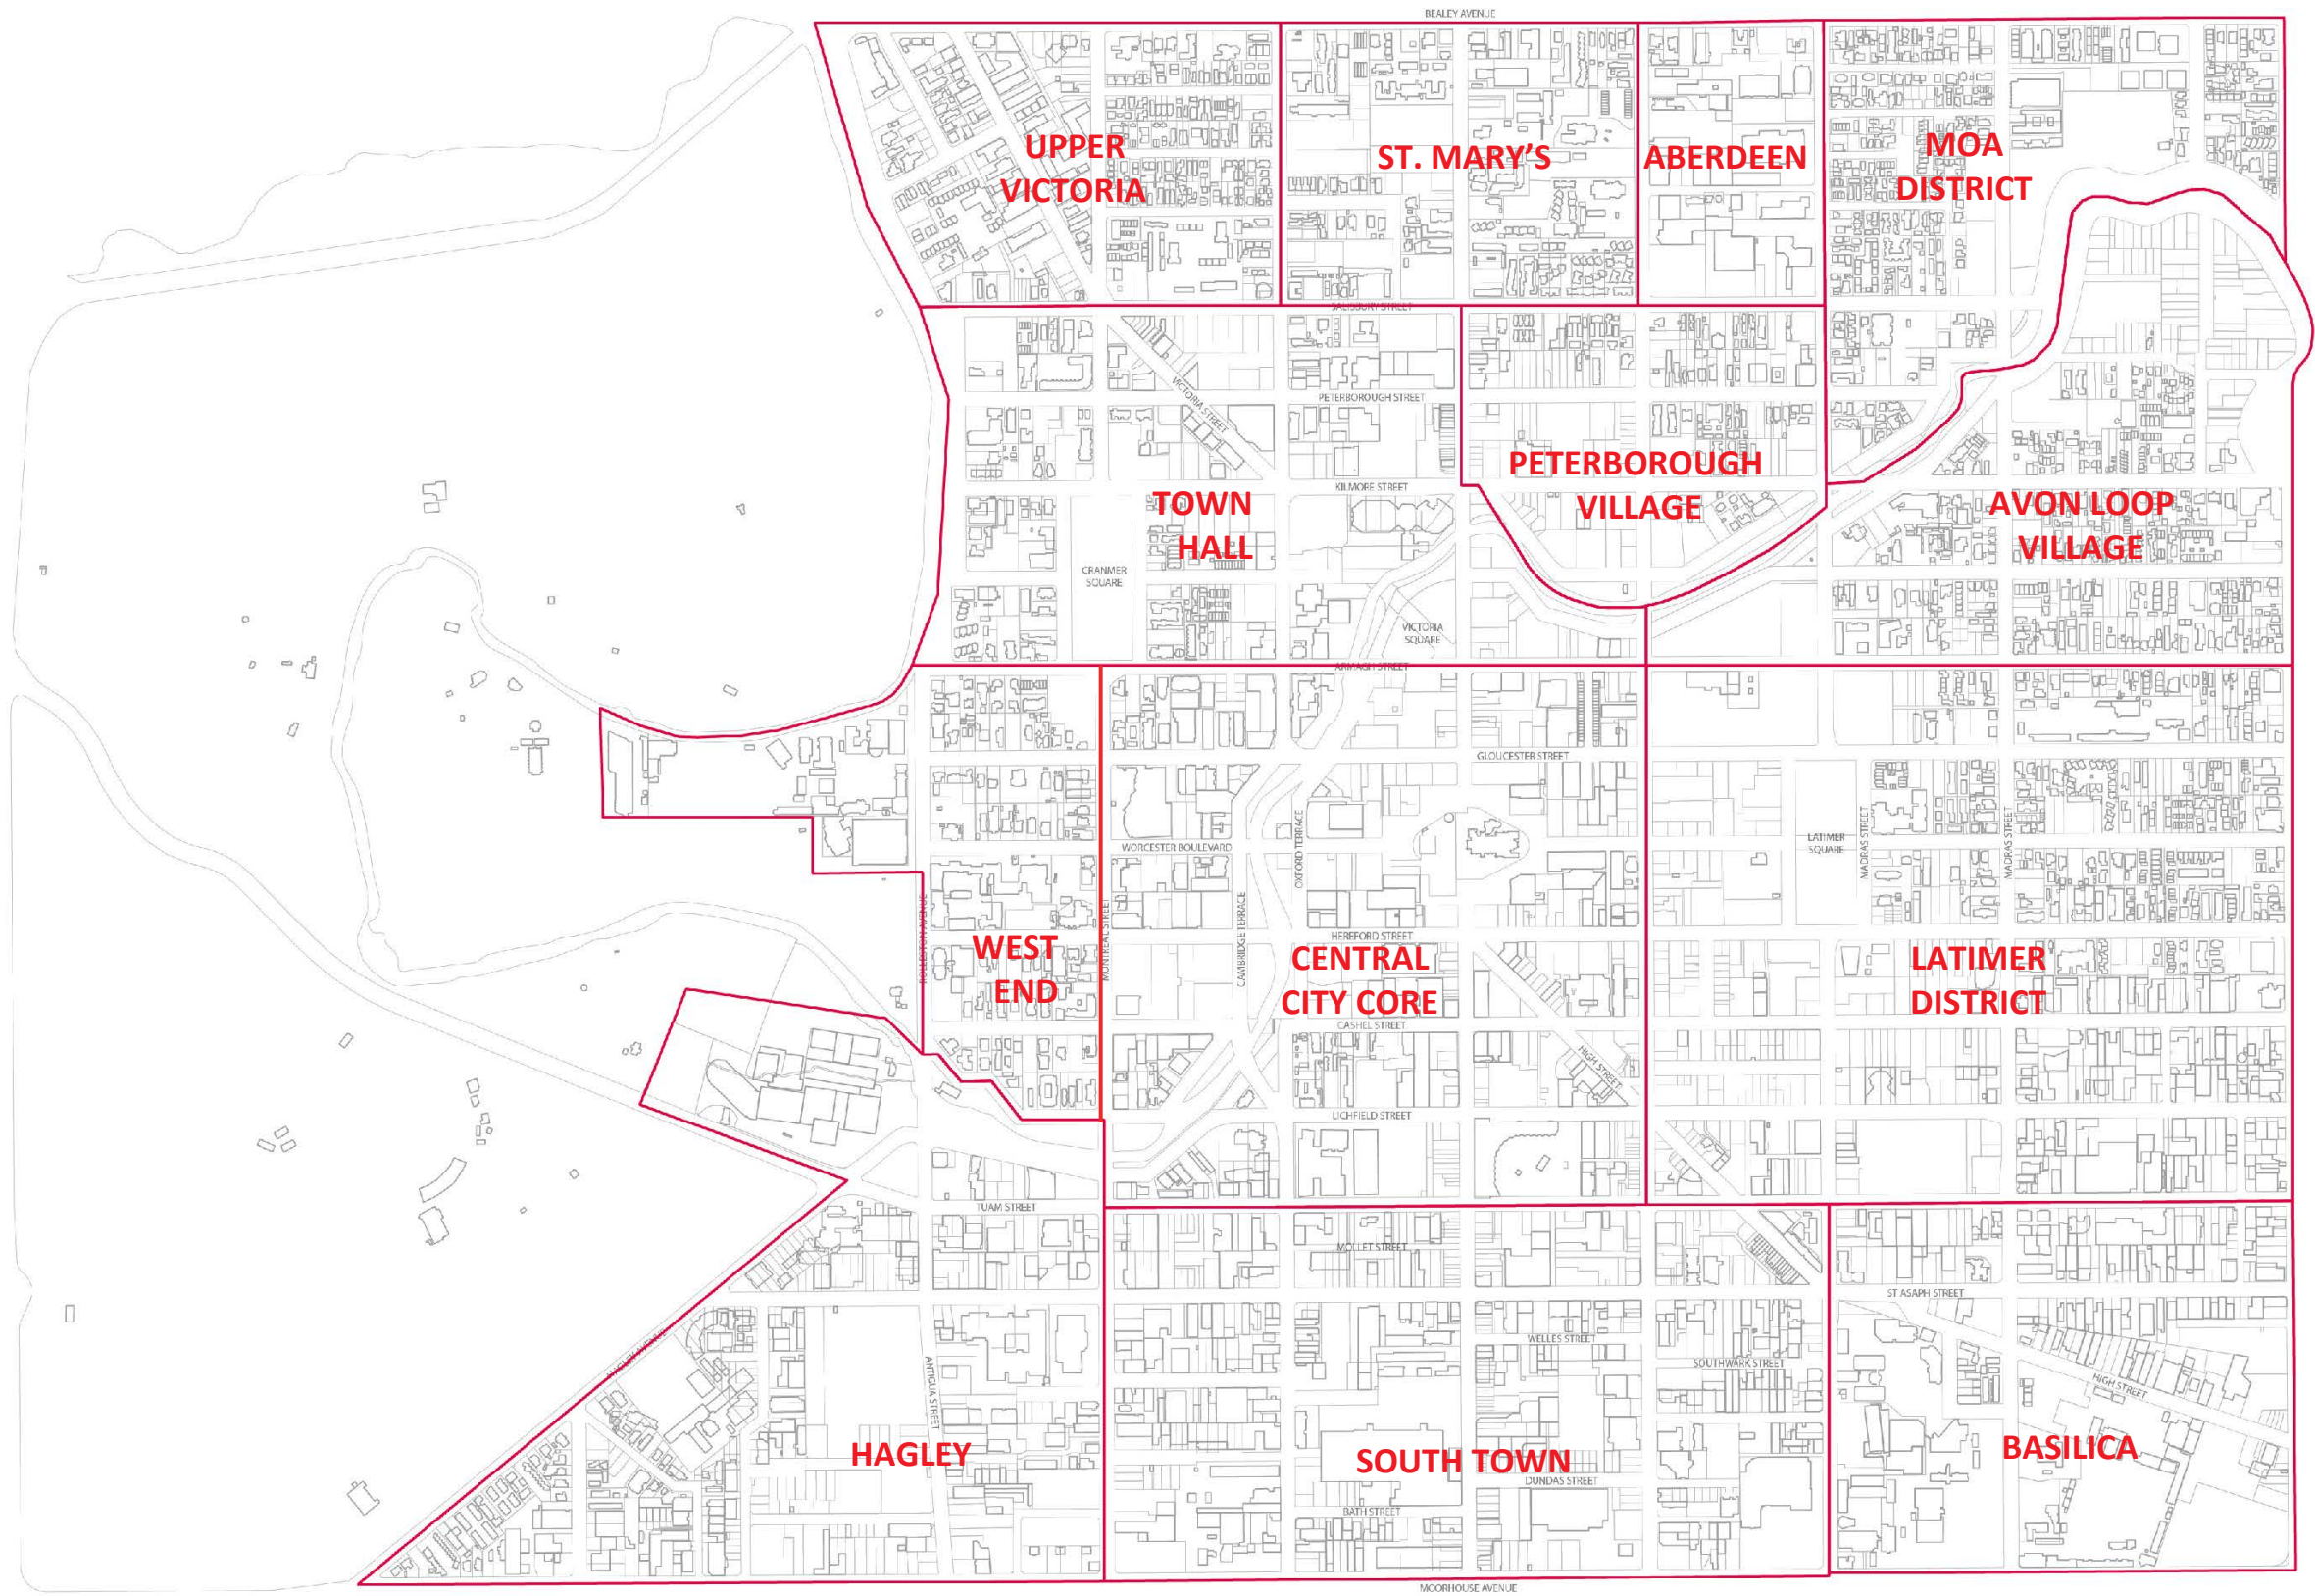 BEALEY AVENUE
UPPER
VICTORIA
ST. MARY'S
ABERDEEN
MOA
DISTRICT
SALISBURY STREET
VICTORIA STREET
PETERBOROUGH STREET
PETERBOROUGH
VILLAGE
KILMORE STREET
TOWN
HALL
AVON LOOP
VILLAGE
CRANMER
SQUARE
VICTORIA
SQUARE
ARMAGH STREET
GLOUCESTER STREET
OXFORD TERRACE
WORCESTER BOULEVARD
LATIMER
SQUARE
MADRAS STREET
MADRAS STREET
ROLLESTON AVENUE
MONTREAL STREET
CAMBRIDGE TERRACE
HEREFORD STREET
WEST
END
CENTRAL
CITY CORE
LATIMER
DISTRICT
CASHEL STREET
HIGH STREET
LICHFIELD STREET
TUAM STREET
MOLLET STREET
ST ASAPH STREET
HAGLEY AVENUE
ANTIGUA STREET
WELLES STREET
SOUTHWARK STREET
HIGH STREET
HAGLEY
SOUTH TOWN
BASILICA
DUNDAS STREET
BATH STREET
MOORHOUSE AVENUE